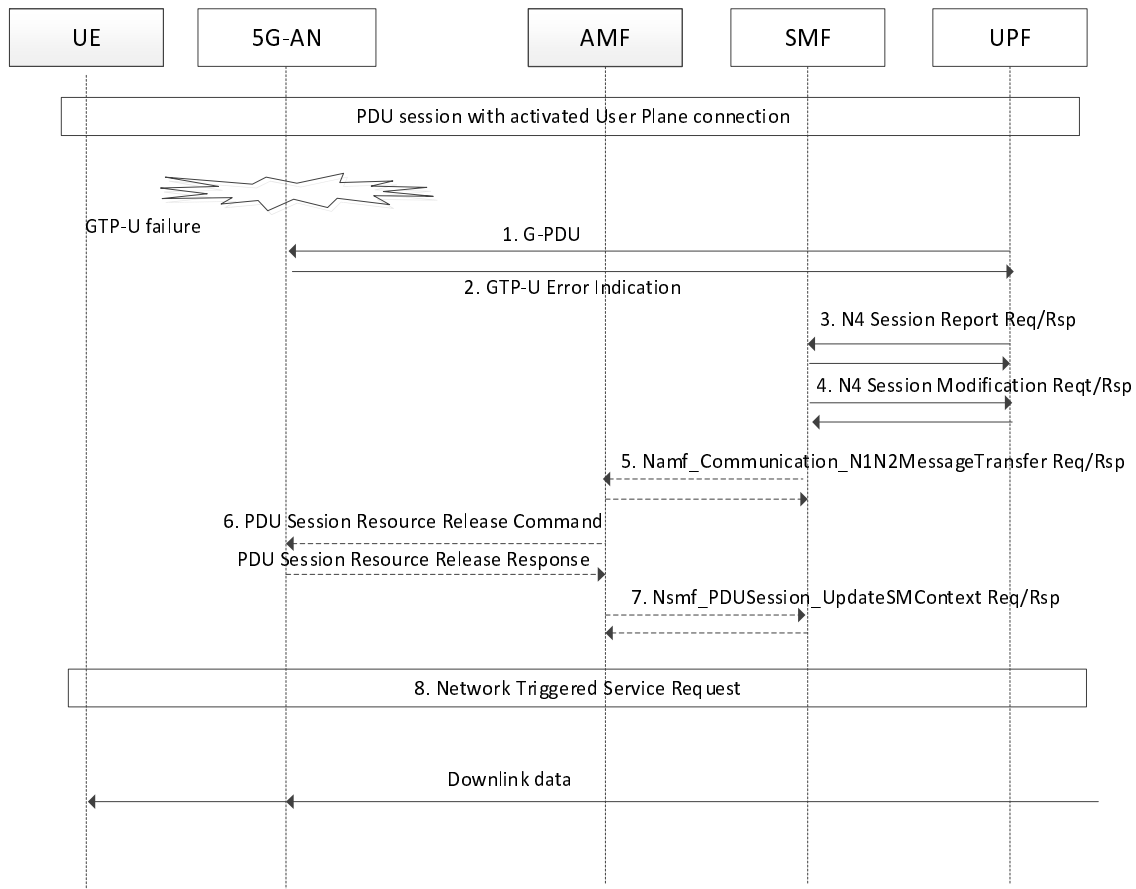 UE
5G-AN
AMF
SMF
UPF
PDU session with activated User Plane connection
GTP-U failure
1. G-PDU
2. GTP-U Error Indication
3. N4 Session Report Req/Rsp
4. N4 Session Modification Reqt/Rsp
5. Namf_Communication_N1N2MessageTransfer Req/Rsp
6. PDU Session Resource Release Command
PDU Session Resource Release Response
7. Nsmf_PDUSession_UpdateSMContext Req/Rsp
8. Network Triggered Service Request
Downlink data